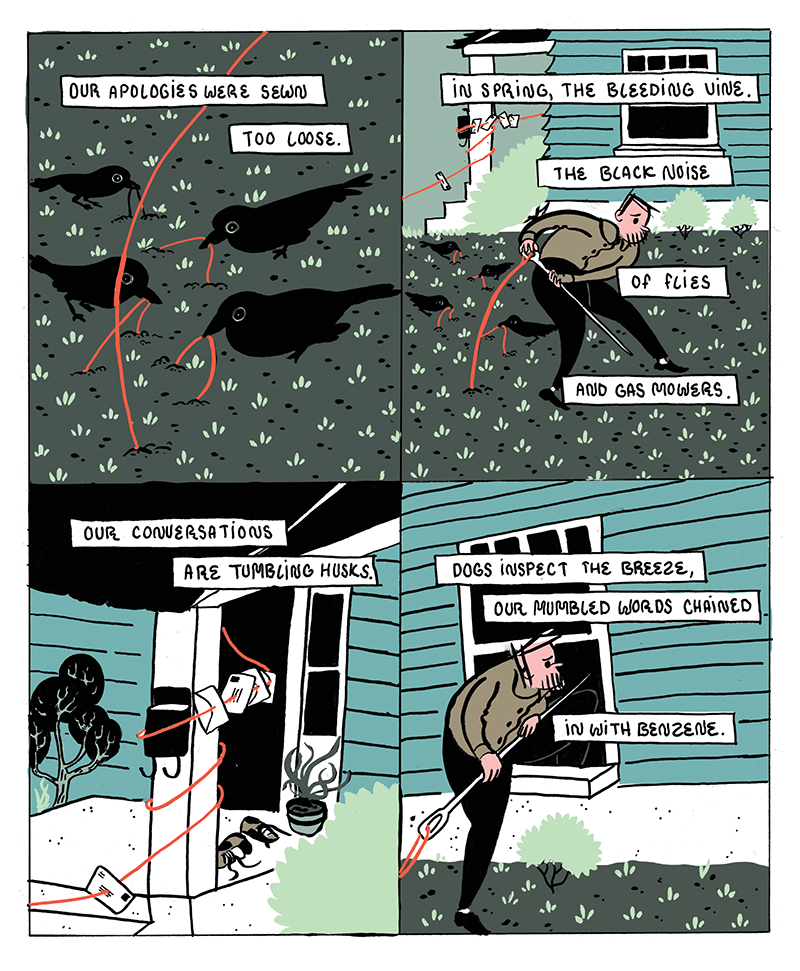 OUR APOLOGIES WERE SEWN
TOO LOOSE.
IN SPRING, THE BLEEDING VINE.
THE BLACK NOISE
OF FLIES
AND GAS MOWERS.
OUR CONVERSATIONS
ARE TUMBLING HUSKS.
DOGS INSPECT THE BREEZE,
OUR MUMBLED WORDS CHAINED
IN WITH BENZENE.